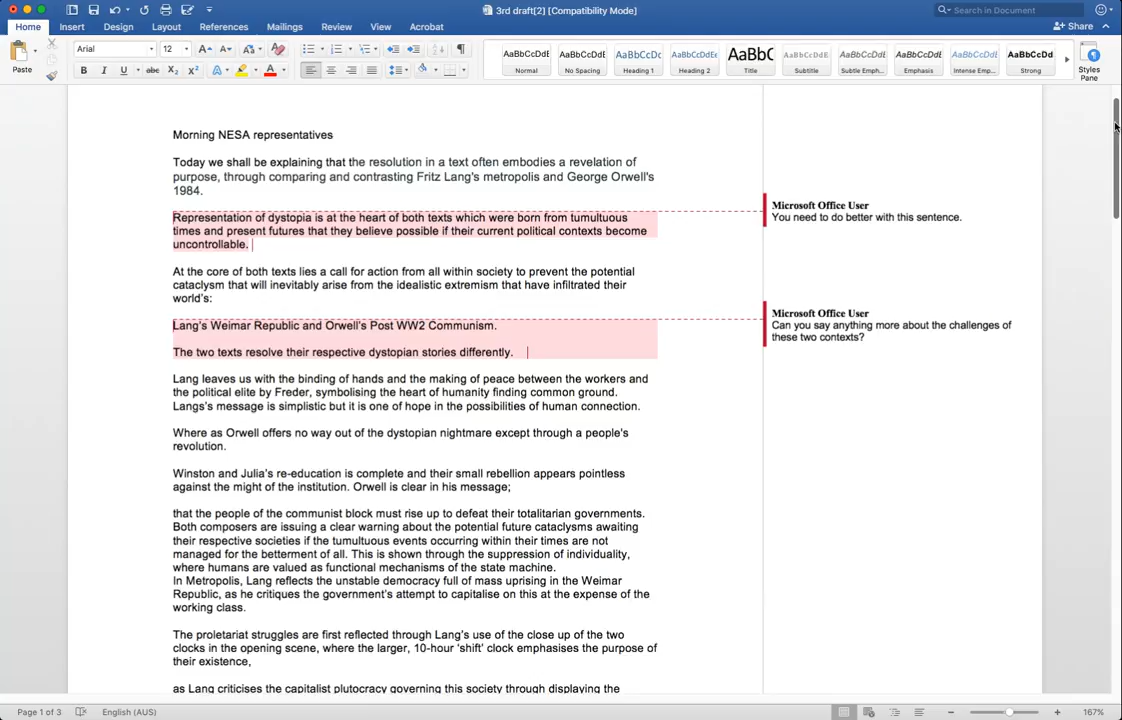 3rd draft[2] [Compatibility Mode]
Search in Document
Home Insert Design Layout References Mailings Review View Acrobat
Share
Paste
Arial 12
B I U abc X2 X2 A A
AaBbCcDdE AaBbCcDdE AaBbCcDc AaBbCcDdEe AaBbC AaBbCcDdE AaBbCcDdE AaBbCcDdE AaBbCcDdE AaBbCcDd
Normal No Spacing Heading 1 Heading 2 Title Subtitle Subtle Emph... Emphasis Intense Emp... Strong
Styles
Pane
Morning NESA representatives
Today we shall be explaining that the resolution in a text often embodies a revelation of
purpose, through comparing and contrasting Fritz Lang's metropolis and George Orwell's
1984.
Representation of dystopia is at the heart of both texts which were born from tumultuous
times and present futures that they believe possible if their current political contexts become
uncontrollable.
Microsoft Office User
You need to do better with this sentence.
At the core of both texts lies a call for action from all within society to prevent the potential
cataclysm that will inevitably arise from the idealistic extremism that have infiltrated their
world's:
Lang's Weimar Republic and Orwell's Post WW2 Communism.
Microsoft Office User
Can you say anything more about the challenges of
these two contexts?
The two texts resolve their respective dystopian stories differently.
Lang leaves us with the binding of hands and the making of peace between the workers and
the political elite by Freder, symbolising the heart of humanity finding common ground.
Langs's message is simplistic but it is one of hope in the possibilities of human connection.
Where as Orwell offers no way out of the dystopian nightmare except through a people's
revolution.
Winston and Julia's re-education is complete and their small rebellion appears pointless
against the might of the institution. Orwell is clear in his message;
that the people of the communist block must rise up to defeat their totalitarian governments.
Both composers are issuing a clear warning about the potential future cataclysms awaiting
their respective societies if the tumultuous events occurring within their times are not
managed for the betterment of all. This is shown through the suppression of individuality,
where humans are valued as functional mechanisms of the state machine.
In Metropolis, Lang reflects the unstable democracy full of mass uprising in the Weimar
Republic, as he critiques the government's attempt to capitalise on this at the expense of the
working class.
The proletariat struggles are first reflected through Lang's use of the close up of the two
clocks in the opening scene, where the larger, 10-hour 'shift' clock emphasises the purpose of
their existence,
as Lang criticises the capitalist plutocracy governing this society through displaying the
Page 1 of 3 English (AUS) 167%